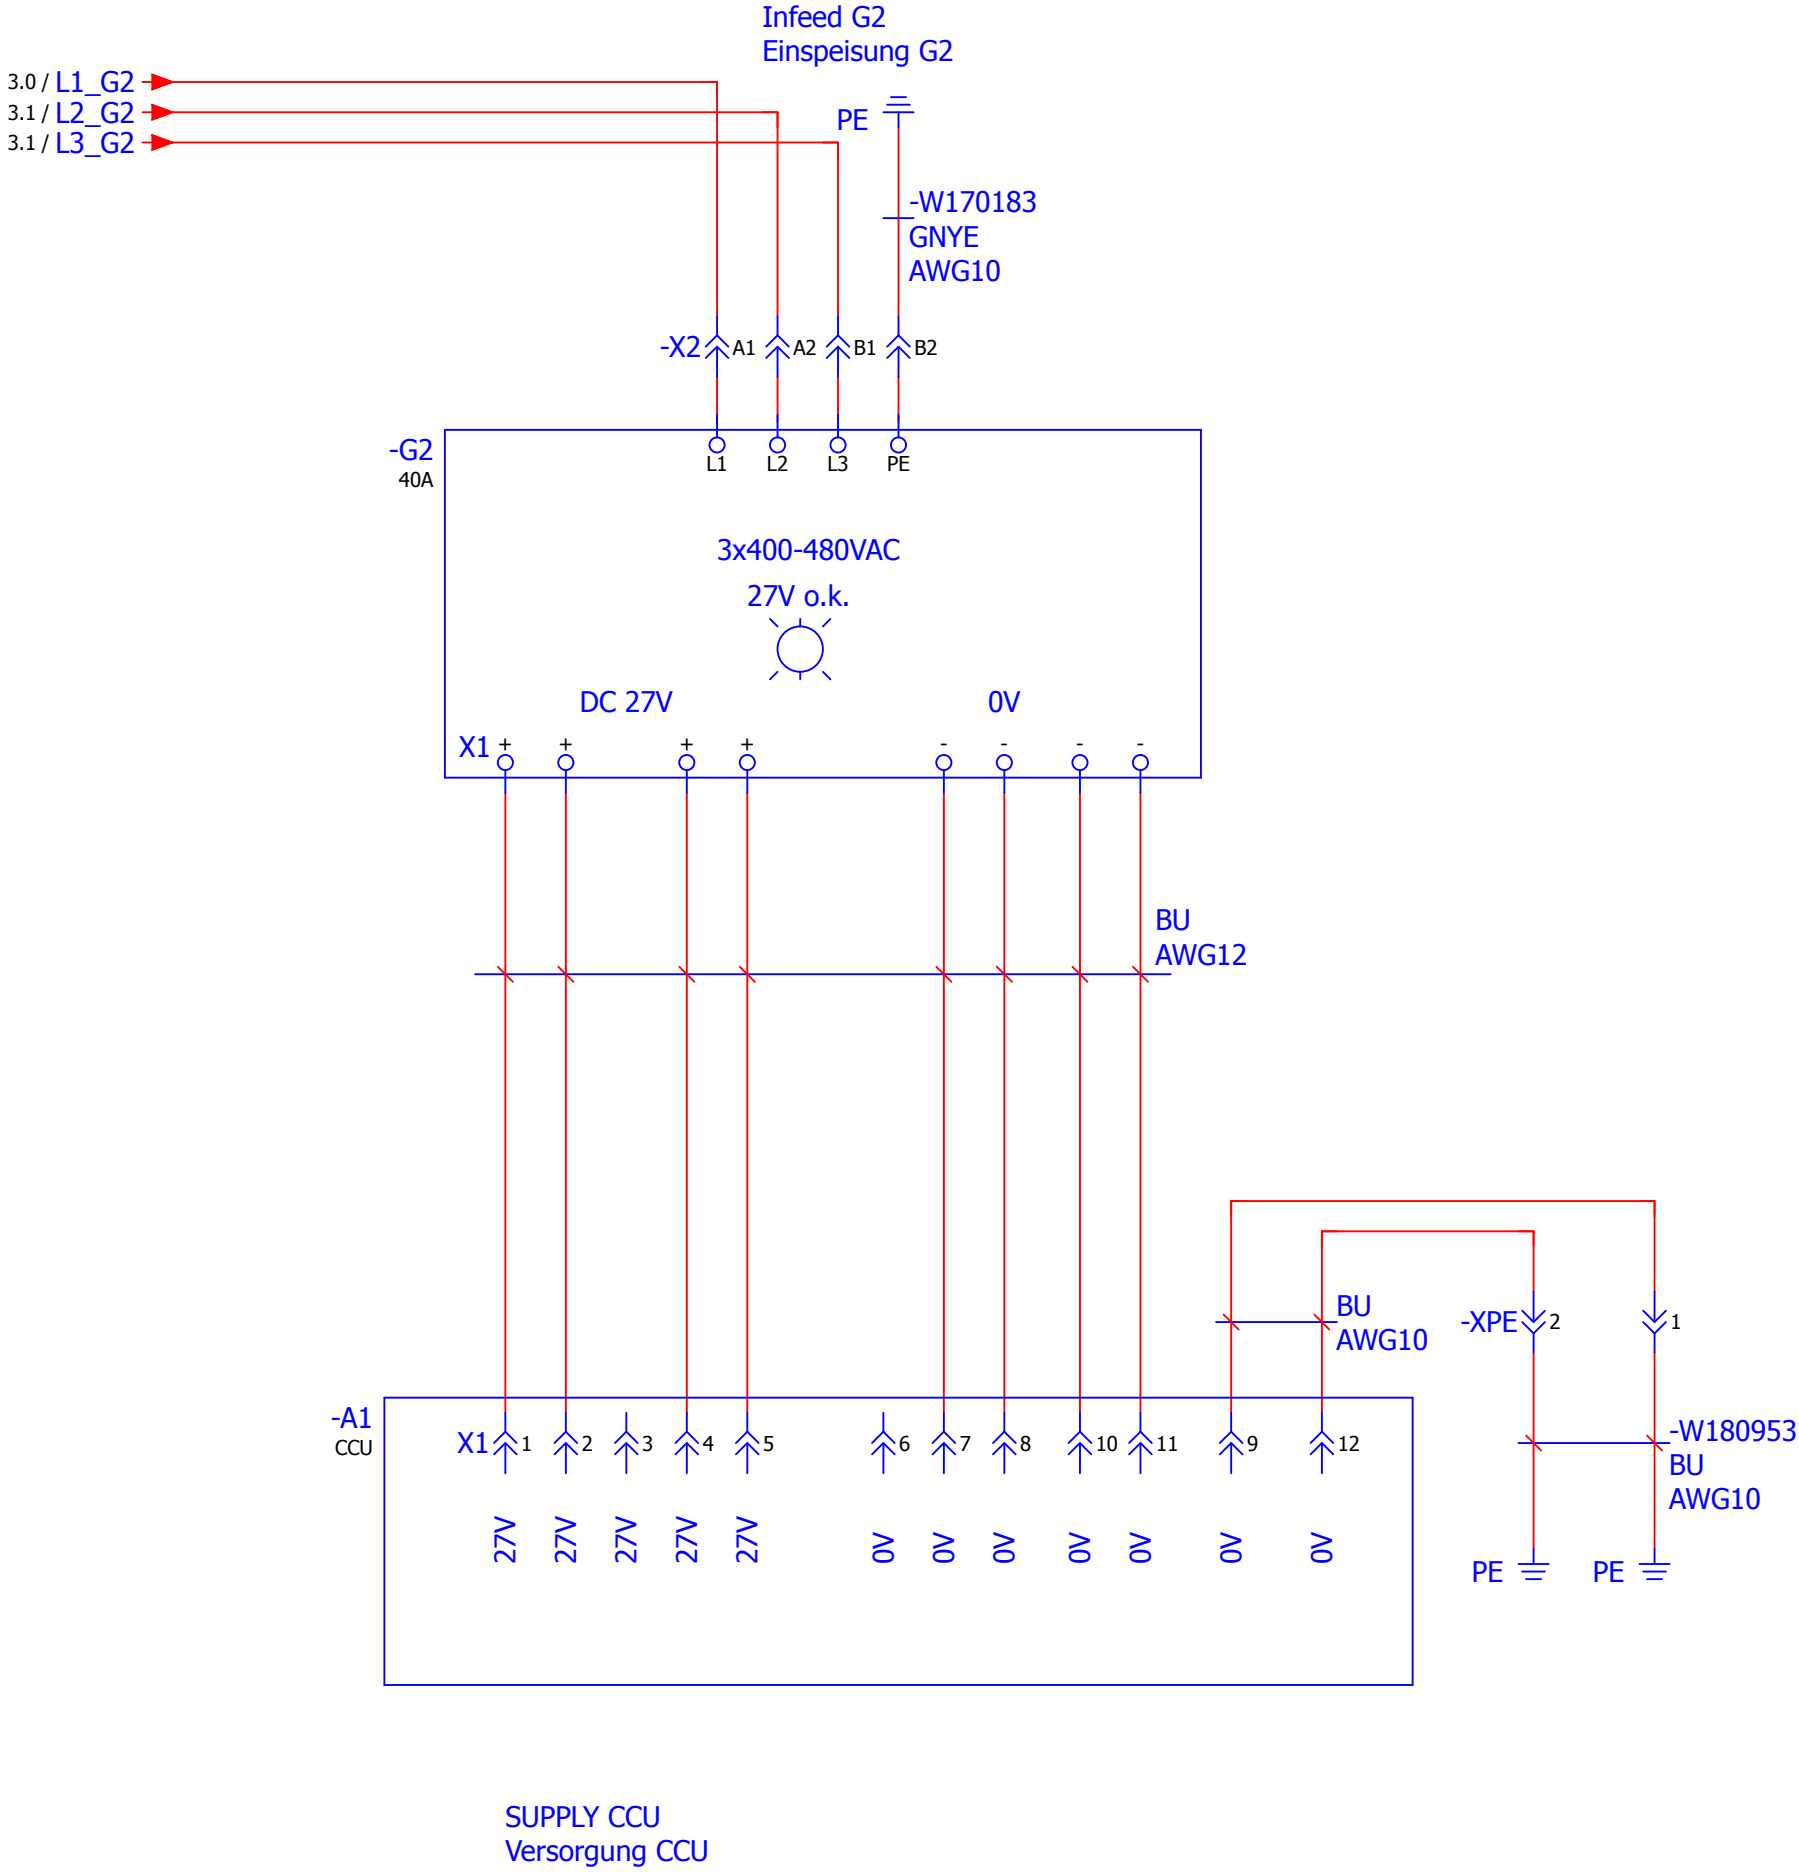 Infeed G2
Einspeisung G2
3.0 / L1_G2
3.1 / L2_G2
3.1 / L3_G2
PE
-W170183
GNYE
AWG10
-X2 A1 A2 B1 B2
-G2
40A
L1 L2 L3 PE
3x400-480VAC
27V o.k.
DC 27V 0V
X1 + + + + - - - -
BU
AWG12
BU
AWG10
-XPE 2 1
-A1
CCU
X1 1 2 3 4 5 6 7 8 10 11 9 12
-W180953
BU
AWG10
27V 27V 27V 27V 27V 0V 0V 0V 0V 0V 0V 0V
PE PE
SUPPLY CCU
Versorgung CCU